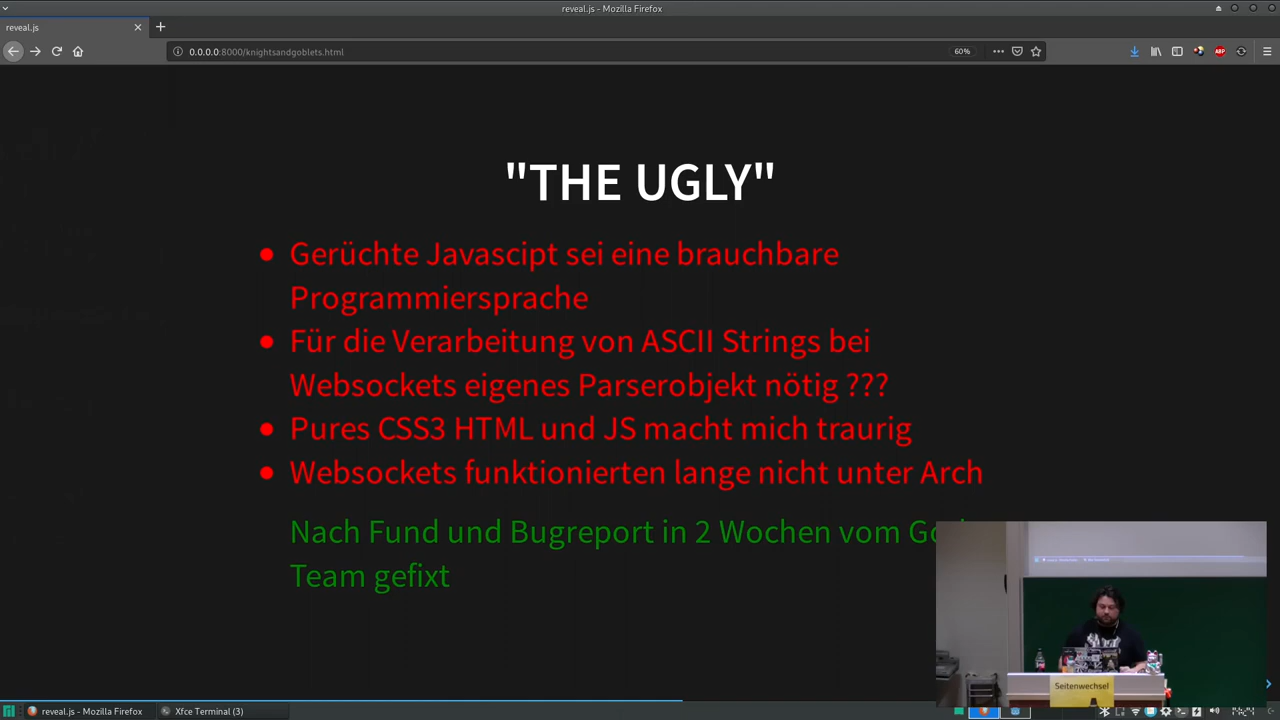 reveal.js - Mozilla Firefox
reveal.js
0.0.0.0:8000/knightsandgoblets.html
60%
ABP
"THE UGLY"
Gerüchte Javascipt sei eine brauchbare
Programmiersprache
Für die Verarbeitung von ASCII Strings bei
Websockets eigenes Parserobjekt nötig ???
Pures CSS3 HTML und JS macht mich traurig
Websockets funktionierten lange nicht unter Arch
Nach Fund und Bugreport in 2 Wochen vom
Team gefixt
Seitenwechsel
reveal.js - Mozilla Firefox
Xfce Terminal (3)